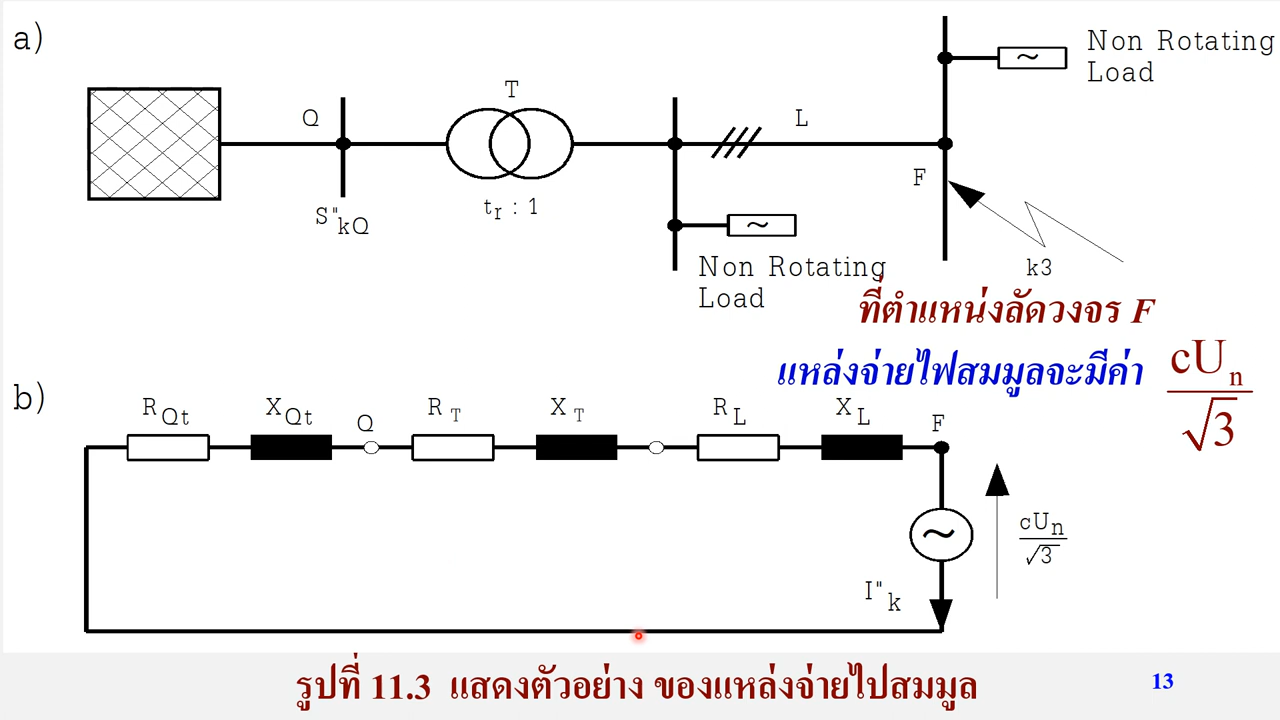 a)
Non Rotating
Load
T
Q
L
F
S"kQ
tr : 1
Non Rotating
Load
k3
ที่ตำแหน่งลัดวงจร F
แหล่งจ่ายไฟสมมูลจะมีค่า cUn/√3
b)
RQt XQt Q RT XT RL XL F
cUn/√3
I"k
รูปที่ 11.3 แสดงตัวอย่าง ของแหล่งจ่ายไปสมมูล
13